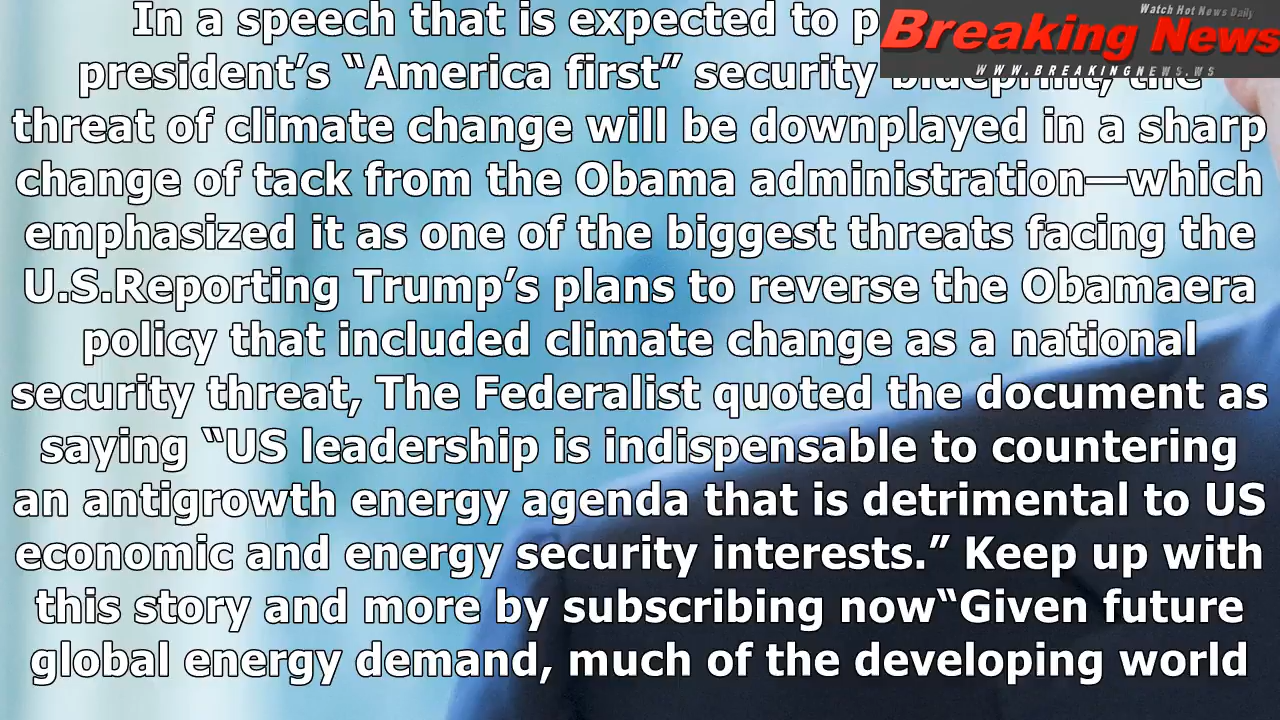 In a speech that is expected to p
president’s “America first” security blueprint, the
threat of climate change will be downplayed in a sharp
change of tack from the Obama administration—which
emphasized it as one of the biggest threats facing the
U.S.Reporting Trump’s plans to reverse the Obamaera
policy that included climate change as a national
security threat, The Federalist quoted the document as
saying “US leadership is indispensable to countering
an antigrowth energy agenda that is detrimental to US
economic and energy security interests.” Keep up with
this story and more by subscribing now“Given future
global energy demand, much of the developing world
Watch Hot News Daily
Breaking News
WWW.BREAKINGNEWS.WS